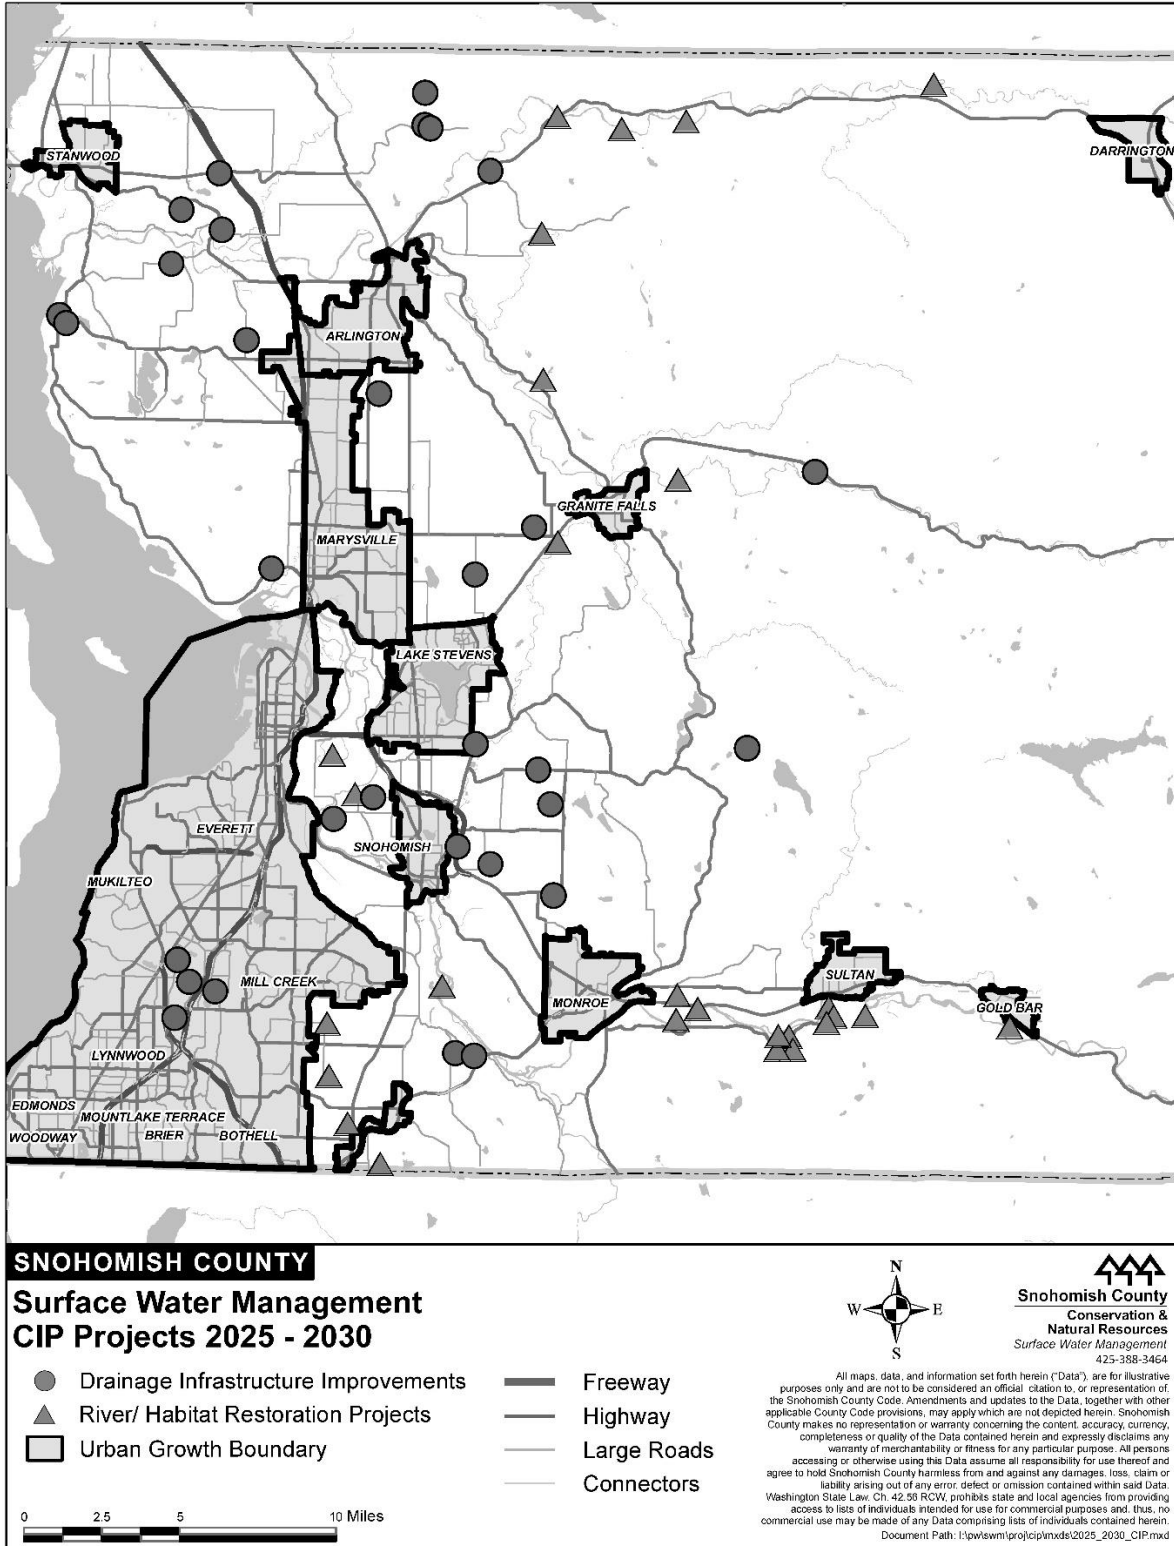 STANWOOD
DARRINGTON
ARLINGTON
GRANITE FALLS
MARYSVILLE
LAKE STEVENS
EVERETT
SNOHOMISH
MUKILTEO
MILL CREEK
SULTAN
MONROE
GOLD BAR
LYNNWOOD
EDMONDS
MOUNTLAKE TERRACE
WOODWAY
BRIER
BOTHELL
SNOHOMISH COUNTY
Surface Water Management
CIP Projects 2025 - 2030
Drainage Infrastructure Improvements
River/ Habitat Restoration Projects
Urban Growth Boundary
0 2.5 5 10 Miles
Freeway
Highway
Large Roads
Connectors
N
W E
S
Snohomish County
Conservation &
Natural Resources
Surface Water Management
425-388-3464
All maps, data, and information set forth herein ("Data"), are for illustrative
purposes only and are not to be considered an official citation to, or representation of,
the Snohomish County Code. Amendments and updates to the Data, together with other
applicable County Code provisions, may apply which are not depicted herein. Snohomish
County makes no representation or warranty concerning the content, accuracy, currency,
completeness or quality of the Data contained herein and expressly disclaims any
warranty of merchantability or fitness for any particular purpose. All persons
accessing or otherwise using this Data assume all responsibility for use thereof and
agree to hold Snohomish County harmless from and against any damages, loss, claim or
liability arising out of any error, defect or omission contained within said Data.
Washington State Law, Ch. 42.56 RCW, prohibits state and local agencies from providing
access to lists of individuals intended for use for commercial purposes and, thus, no
commercial use may be made of any Data comprising lists of individuals contained herein.
Document Path: I:\pw\swm\proj\cip\mxds\2025_2030_CIP.mxd